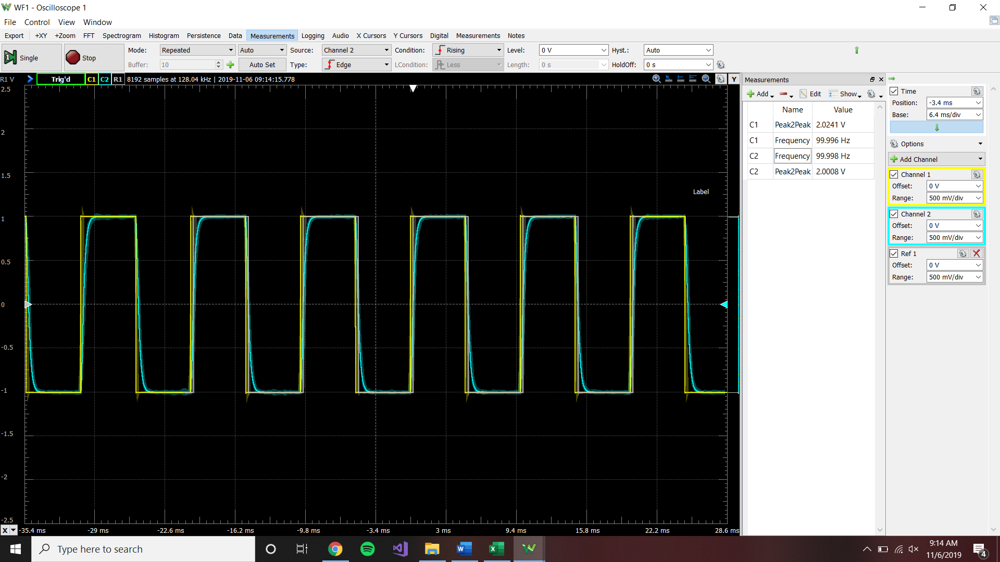 WF1 - Oscilloscope 1
File Control View Window
Export +XY +Zoom FFT Spectrogram Histogram Persistence Data Measurements Logging Audio X Cursors Y Cursors Digital Measurements Notes
Single Stop Mode: Repeated Auto Source: Channel 2 Condition: Rising Level: 0 V Hyst.: Auto
Buffer: 10 Auto Set Type: Edge LCondition: Less Length: 0 s HoldOff: 0 s
R1 V Trig'd C1 C2 R1 8192 samples at 128.04 kHz | 2019-11-06 09:14:15.778 Y
2.5
2
1.5
1
0.5
0
-0.5
-1
-1.5
-2
-2.5
Label
X -35.4 ms -29 ms -22.6 ms -16.2 ms -9.8 ms -3.4 ms 3 ms 9.4 ms 15.8 ms 22.2 ms 28.6 ms
Measurements
Add Edit Show
Name Value
C1 Peak2Peak 2.0241 V
C1 Frequency 99.996 Hz
C2 Frequency 99.998 Hz
C2 Peak2Peak 2.0008 V
Time
Position: -3.4 ms
Base: 6.4 ms/div
Options
Add Channel
Channel 1
Offset: 0 V
Range: 500 mV/div
Channel 2
Offset: 0 V
Range: 500 mV/div
Ref 1
Offset: 0 V
Range: 500 mV/div
Type here to search
9:14 AM
11/6/2019
4